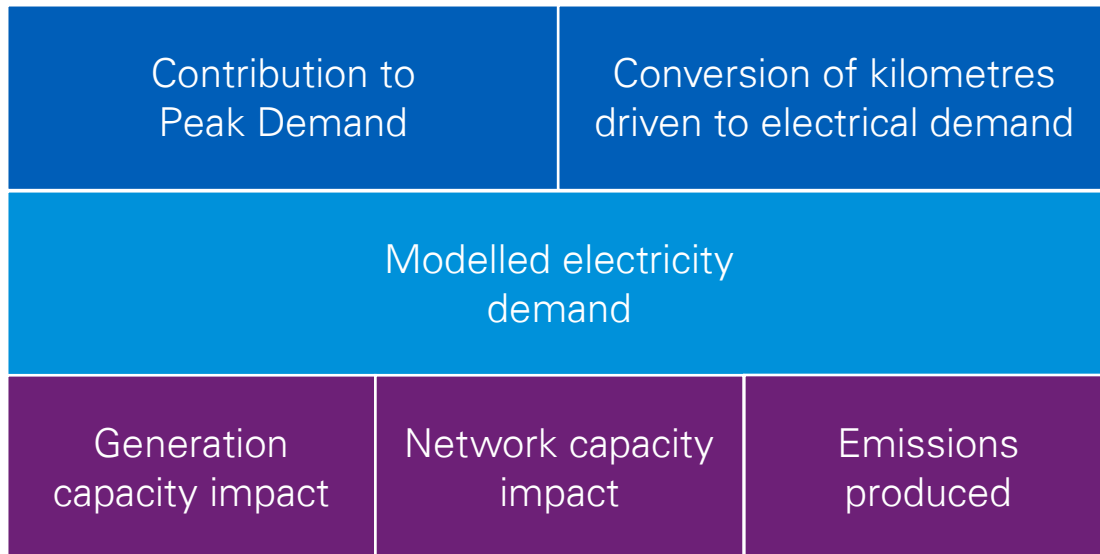 Contribution to
Peak Demand
Conversion of kilometres
driven to electrical demand
Modelled electricity
demand
Generation
capacity impact
Network capacity
impact
Emissions
produced